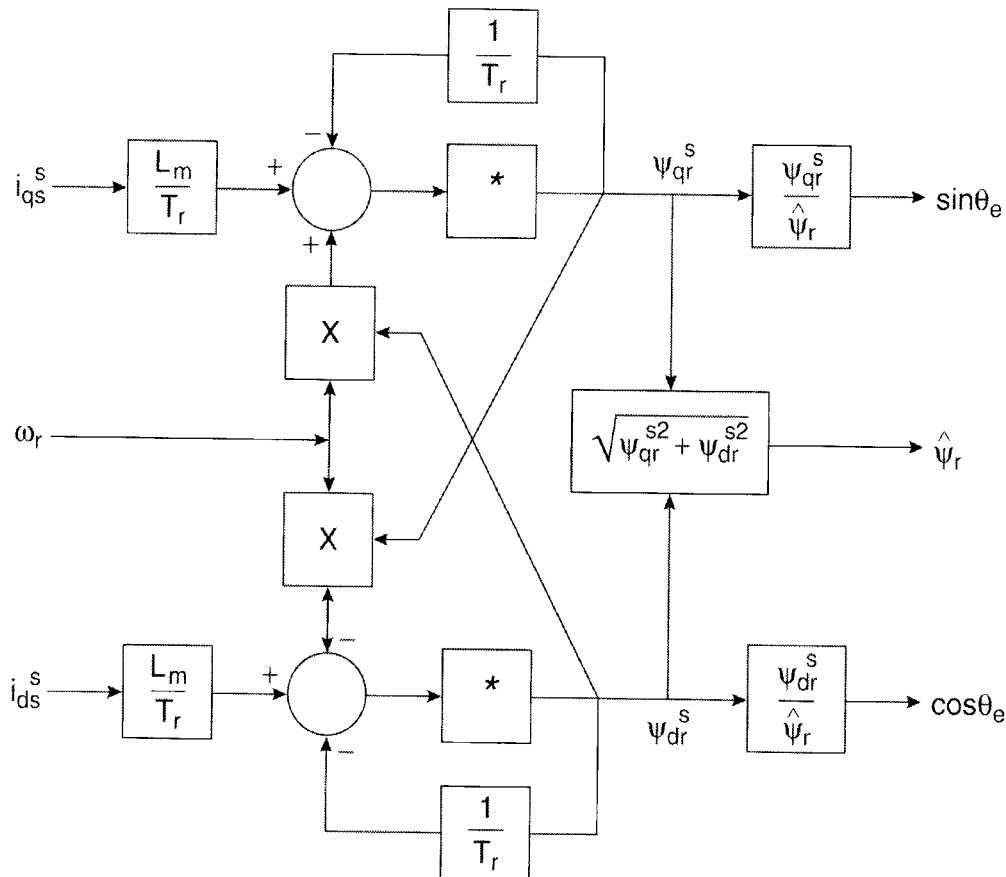 1
T_r
−
i_qs^s
L_m
T_r
+
*
ψ_qr^s
ψ_qr^s
ψ̂_r
sinθ_e
+
X
ω_r
√ψ_qr^s2 + ψ_dr^s2
ψ̂_r
X
−
i_ds^s
L_m
T_r
+
*
ψ_dr^s
ψ_dr^s
ψ̂_r
cosθ_e
−
1
T_r